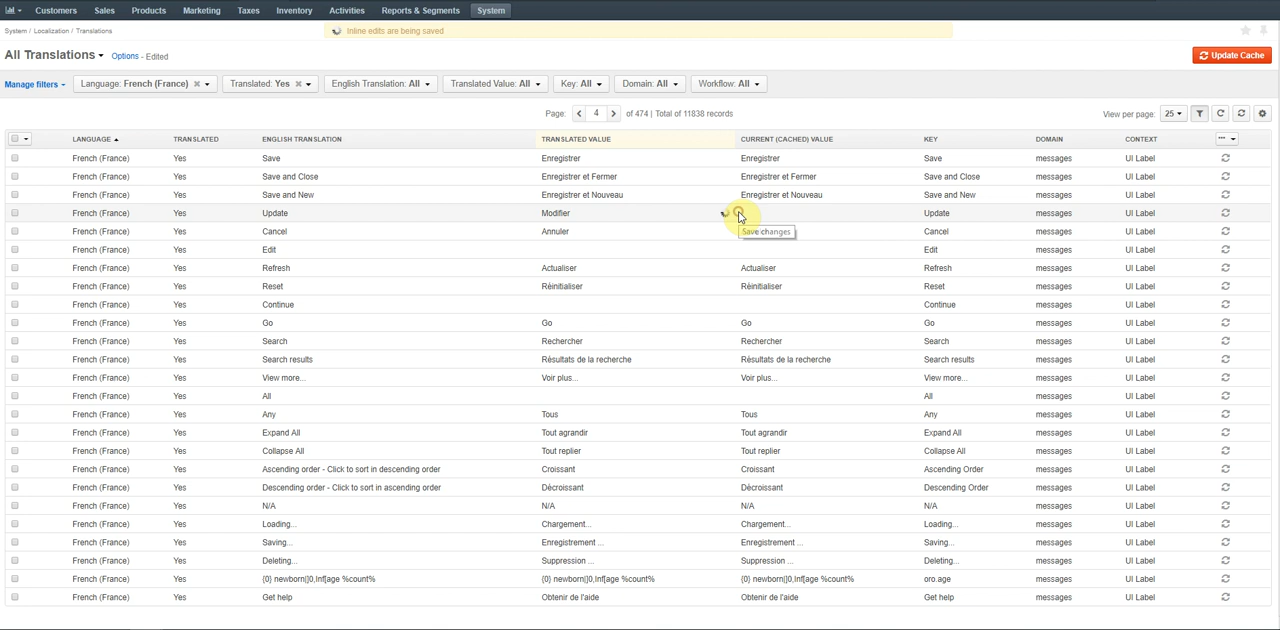 Customers Sales Products Marketing Taxes Inventory Activities Reports & Segments System
System / Localization / Translations
Inline edits are being saved
All Translations Options - Edited
Update Cache
Manage filters Language: French (France) Translated: Yes English Translation: All Translated Value: All Key: All Domain: All Workflow: All
Page: 4 of 474 | Total of 11838 records View per page: 25
LANGUAGE TRANSLATED ENGLISH TRANSLATION TRANSLATED VALUE CURRENT (CACHED) VALUE KEY DOMAIN CONTEXT
French (France) Yes Save Enregistrer Enregistrer Save messages UI Label
French (France) Yes Save and Close Enregistrer et Fermer Enregistrer et Fermer Save and Close messages UI Label
French (France) Yes Save and New Enregistrer et Nouveau Enregistrer et Nouveau Save and New messages UI Label
French (France) Yes Update Modifier Update messages UI Label
Save changes
French (France) Yes Cancel Annuler Cancel messages UI Label
French (France) Yes Edit Edit messages UI Label
French (France) Yes Refresh Actualiser Actualiser Refresh messages UI Label
French (France) Yes Reset Réinitialiser Réinitialiser Reset messages UI Label
French (France) Yes Continue Continue messages UI Label
French (France) Yes Go Go Go Go messages UI Label
French (France) Yes Search Rechercher Rechercher Search messages UI Label
French (France) Yes Search results Résultats de la recherche Résultats de la recherche Search results messages UI Label
French (France) Yes View more... Voir plus... Voir plus... View more... messages UI Label
French (France) Yes All All messages UI Label
French (France) Yes Any Tous Tous Any messages UI Label
French (France) Yes Expand All Tout agrandir Tout agrandir Expand All messages UI Label
French (France) Yes Collapse All Tout replier Tout replier Collapse All messages UI Label
French (France) Yes Ascending order - Click to sort in descending order Croissant Croissant Ascending Order messages UI Label
French (France) Yes Descending order - Click to sort in ascending order Décroissant Décroissant Descending Order messages UI Label
French (France) Yes N/A N/A N/A N/A messages UI Label
French (France) Yes Loading... Chargement... Chargement... Loading... messages UI Label
French (France) Yes Saving... Enregistrement ... Enregistrement ... Saving... messages UI Label
French (France) Yes Deleting... Suppression ... Suppression ... Deleting... messages UI Label
French (France) Yes {0} newborn|]0,Inf[age %count% {0} newborn|]0,Inf[age %count% {0} newborn|]0,Inf[age %count% oro.age messages UI Label
French (France) Yes Get help Obtenir de l'aide Obtenir de l'aide Get help messages UI Label